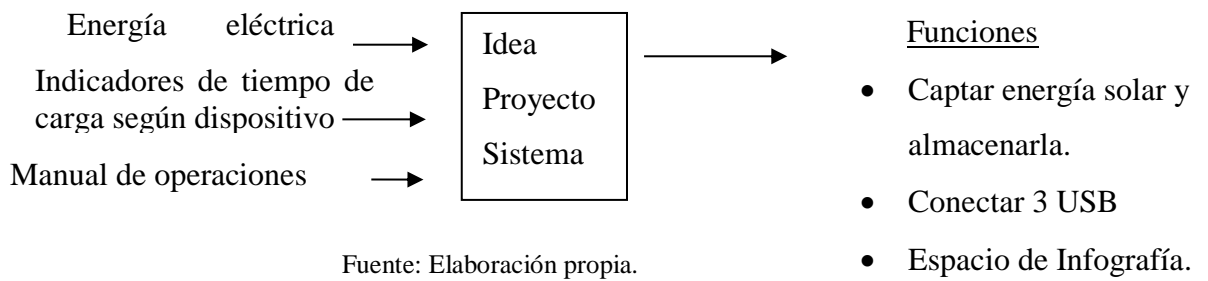 Energía eléctrica
Indicadores de tiempo de
carga según dispositivo
Manual de operaciones
Idea
Proyecto
Sistema
Funciones
• Captar energía solar y
almacenarla.
• Conectar 3 USB
• Espacio de Infografía.
Fuente: Elaboración propia.